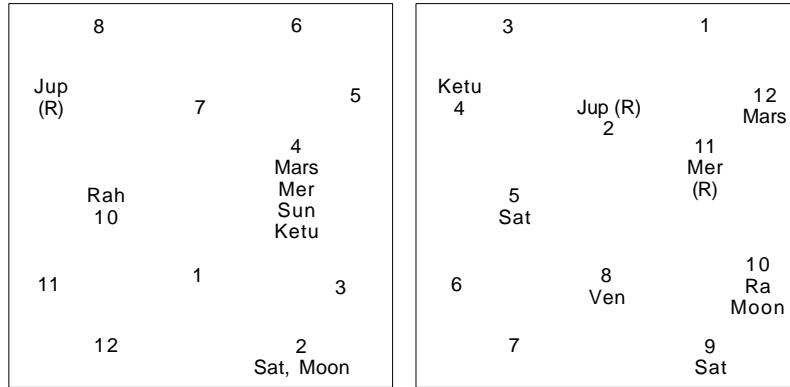 8 6
Jup
(R)
7
5
4
Mars
Mer
Sun
Ketu
Rah
10
11
1
3
12
2
Sat, Moon
3 1
Ketu
4
Jup (R)
2
12
Mars
11
Mer
(R)
5
Sat
6
8
Ven
10
Ra
Moon
7
9
Sat